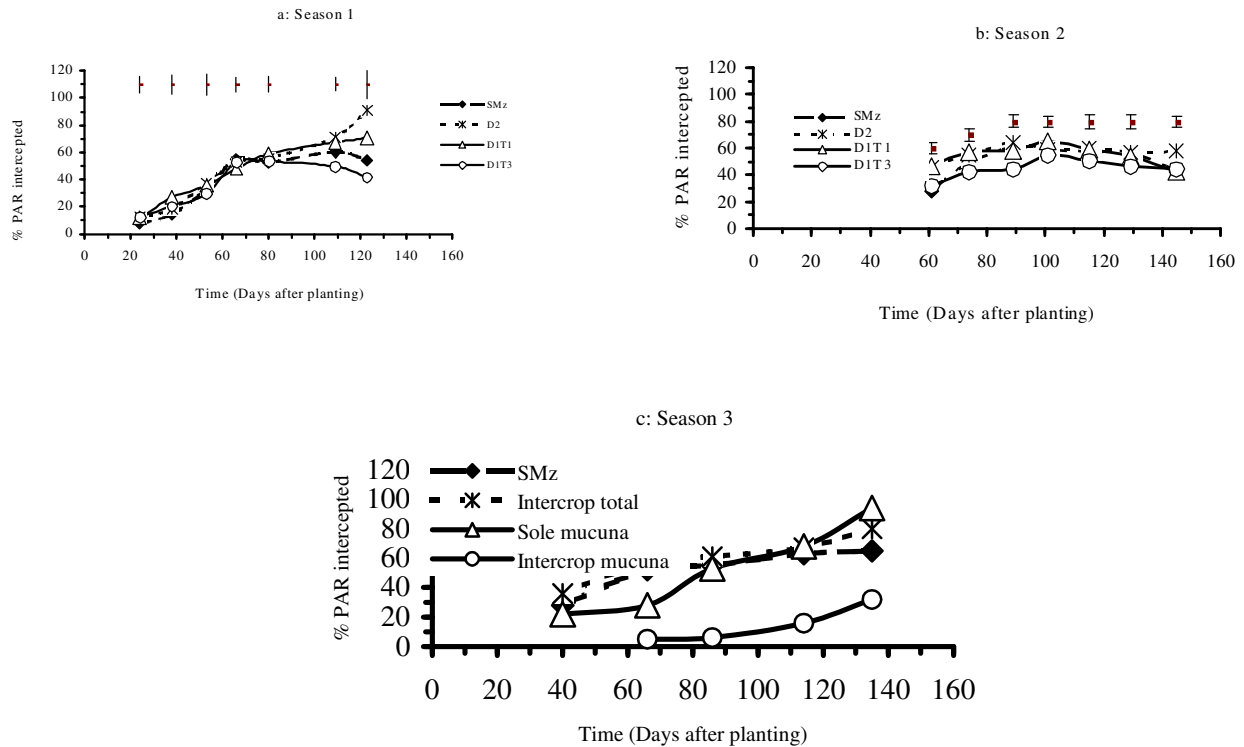 a: Season 1
% PAR intercepted
120
100
80
60
40
20
0
0 20 40 60 80 100 120 140 160
Time (Days after planting)
SMz
D2
D1T1
D1T3
b: Season 2
% PAR intercepted
120
100
80
60
40
20
0
0 20 40 60 80 100 120 140 160
Time (Days after planting)
SMz
D2
D1T1
D1T3
c: Season 3
% PAR intercepted
120
100
80
60
40
20
0
0 20 40 60 80 100 120 140 160
Time (Days after planting)
SMz
Intercrop total
Sole mucuna
Intercrop mucuna